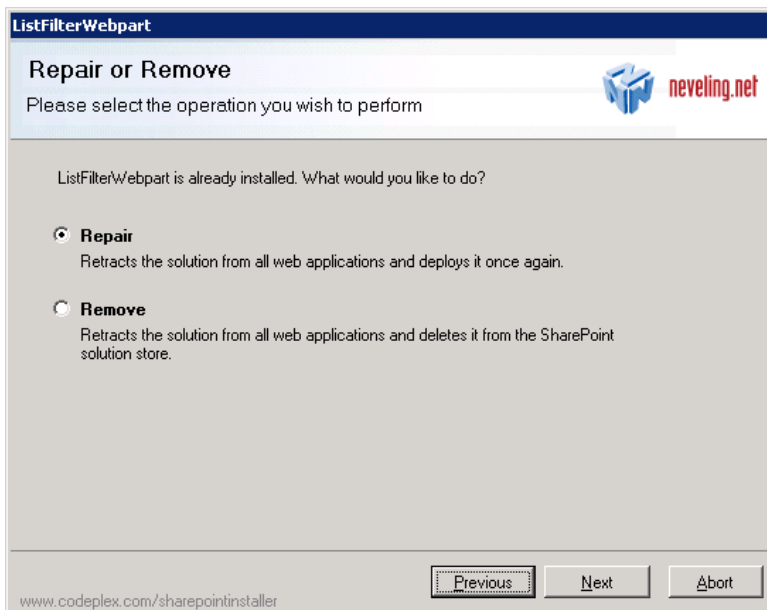 ListFilterWebpart
Repair or Remove
Please select the operation you wish to perform
neveling.net
ListFilterWebpart is already installed. What would you like to do?
Repair
Retracts the solution from all web applications and deploys it once again.
Remove
Retracts the solution from all web applications and deletes it from the SharePoint
solution store.
Previous
Next
Abort
www.codeplex.com/sharepointinstaller